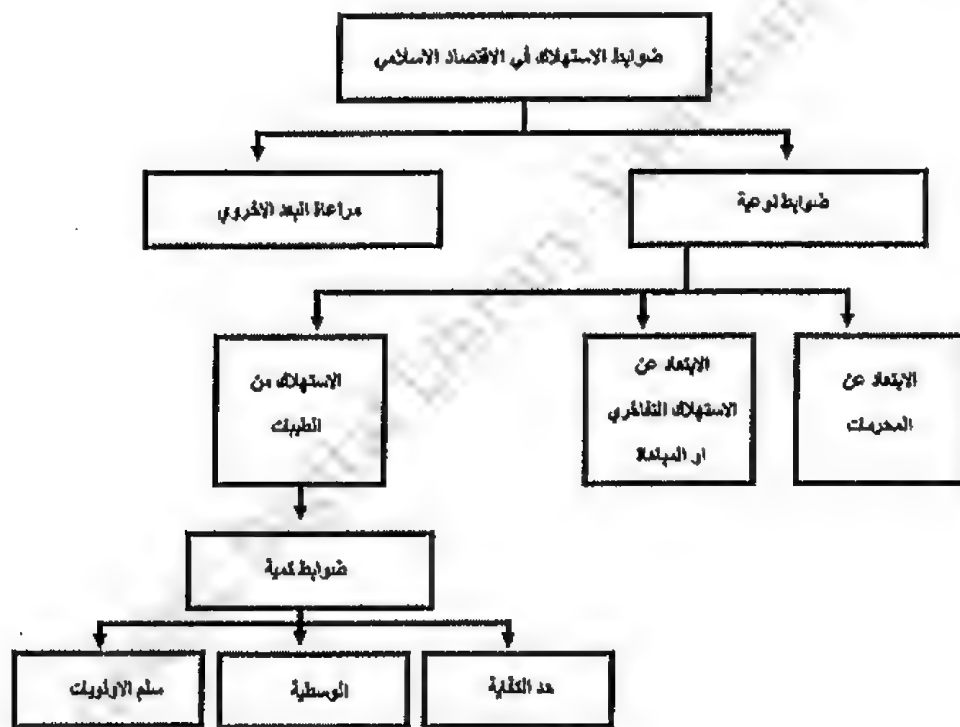 ضوابط الاستهلاك في الاقتصاد الاسلامي
ضوابط نوعية
مراعاة البعد الاخروي
الابتعاد عن
المحرمات
الابتعاد عن
الاستهلاك التفاخري
او المباهاة
الاستهلاك من
الطيبات
ضوابط كمية
حد الكفاية
الوسطية
سلم الاولويات